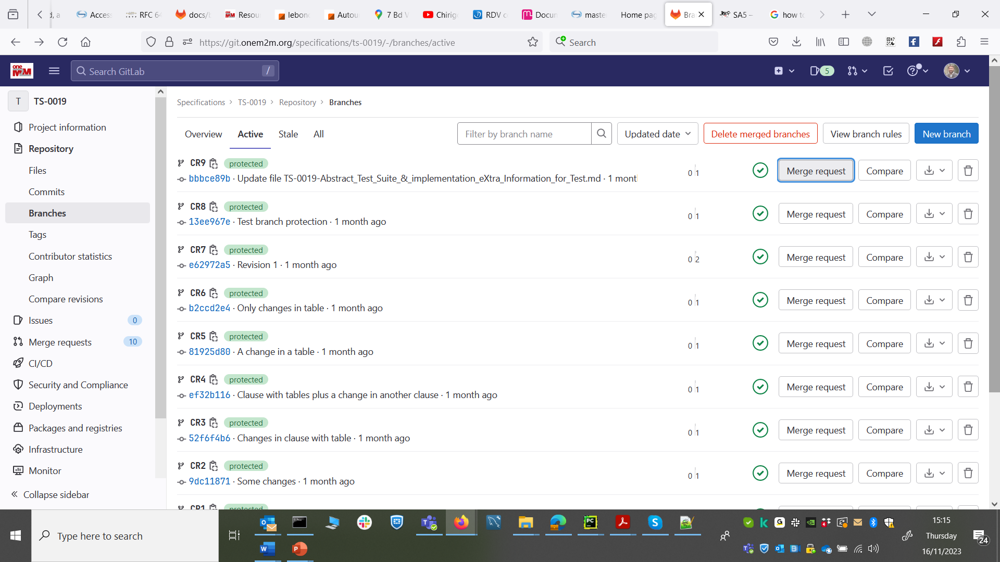 d, a
Access
RFC 64
docs/b
Resou
lebon
Autou
7 Bd V
Chirig
RDV c
Docun
maste
Home pag
Bra
SA5 –
how to
https://git.onem2m.org/specifications/ts-0019/-/branches/active
Search
one
M2M
Search GitLab
/
5
T
TS-0019
Project information
Repository
Files
Commits
Branches
Tags
Contributor statistics
Graph
Compare revisions
Issues
0
Merge requests
10
CI/CD
Security and Compliance
Deployments
Packages and registries
Infrastructure
Monitor
Collapse sidebar
Specifications > TS-0019 > Repository > Branches
Overview
Active
Stale
All
Filter by branch name
Updated date
Delete merged branches
View branch rules
New branch
CR9 protected
bbbce89b · Update file TS-0019-Abstract_Test_Suite_&_implementation_eXtra_Information_for_Test.md · 1 mont
0 1
Merge request
Compare
CR8 protected
13ee967e · Test branch protection · 1 month ago
0 1
Merge request
Compare
CR7 protected
e62972a5 · Revision 1 · 1 month ago
0 2
Merge request
Compare
CR6 protected
b2ccd2e4 · Only changes in table · 1 month ago
0 1
Merge request
Compare
CR5 protected
81925d80 · A change in a table · 1 month ago
0 1
Merge request
Compare
CR4 protected
ef32b116 · Clause with tables plus a change in another clause · 1 month ago
0 1
Merge request
Compare
CR3 protected
52f6f4b6 · Changes in clause with table · 1 month ago
0 1
Merge request
Compare
CR2 protected
9dc11871 · Some changes · 1 month ago
0 1
Merge request
Compare
CR1 protected
Type here to search
15:15
Thursday
16/11/2023
24